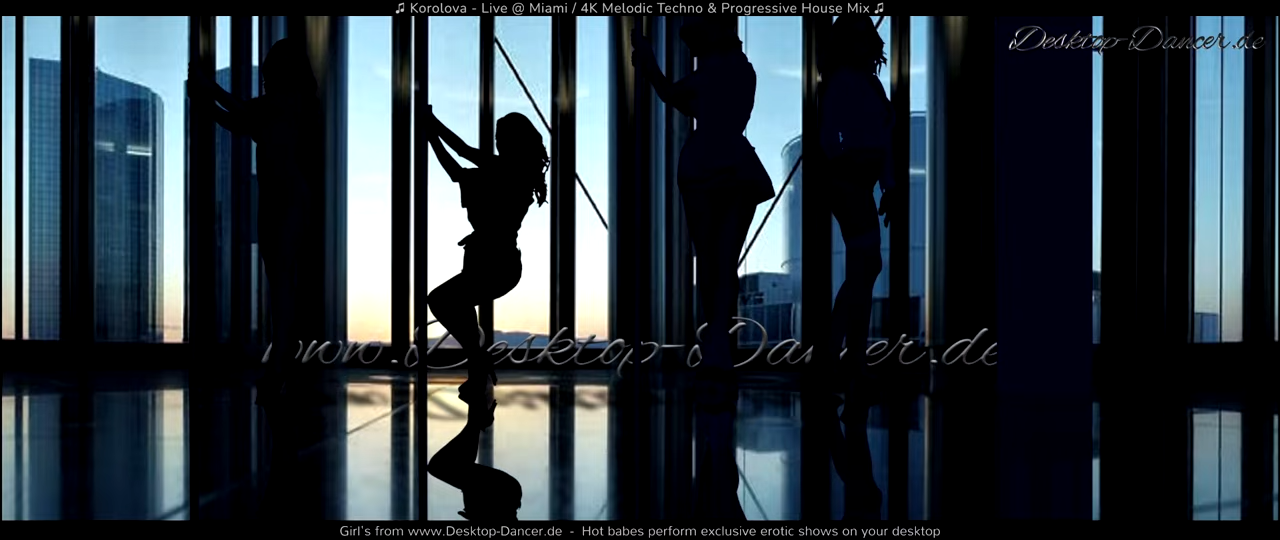 ♫ Korolova - Live @ Miami / 4K Melodic Techno & Progressive House Mix ♫
Desktop-Dancer.de
www.Desktop-Dancer.de
Girl's from www.Desktop-Dancer.de - Hot babes perform exclusive erotic shows on your desktop